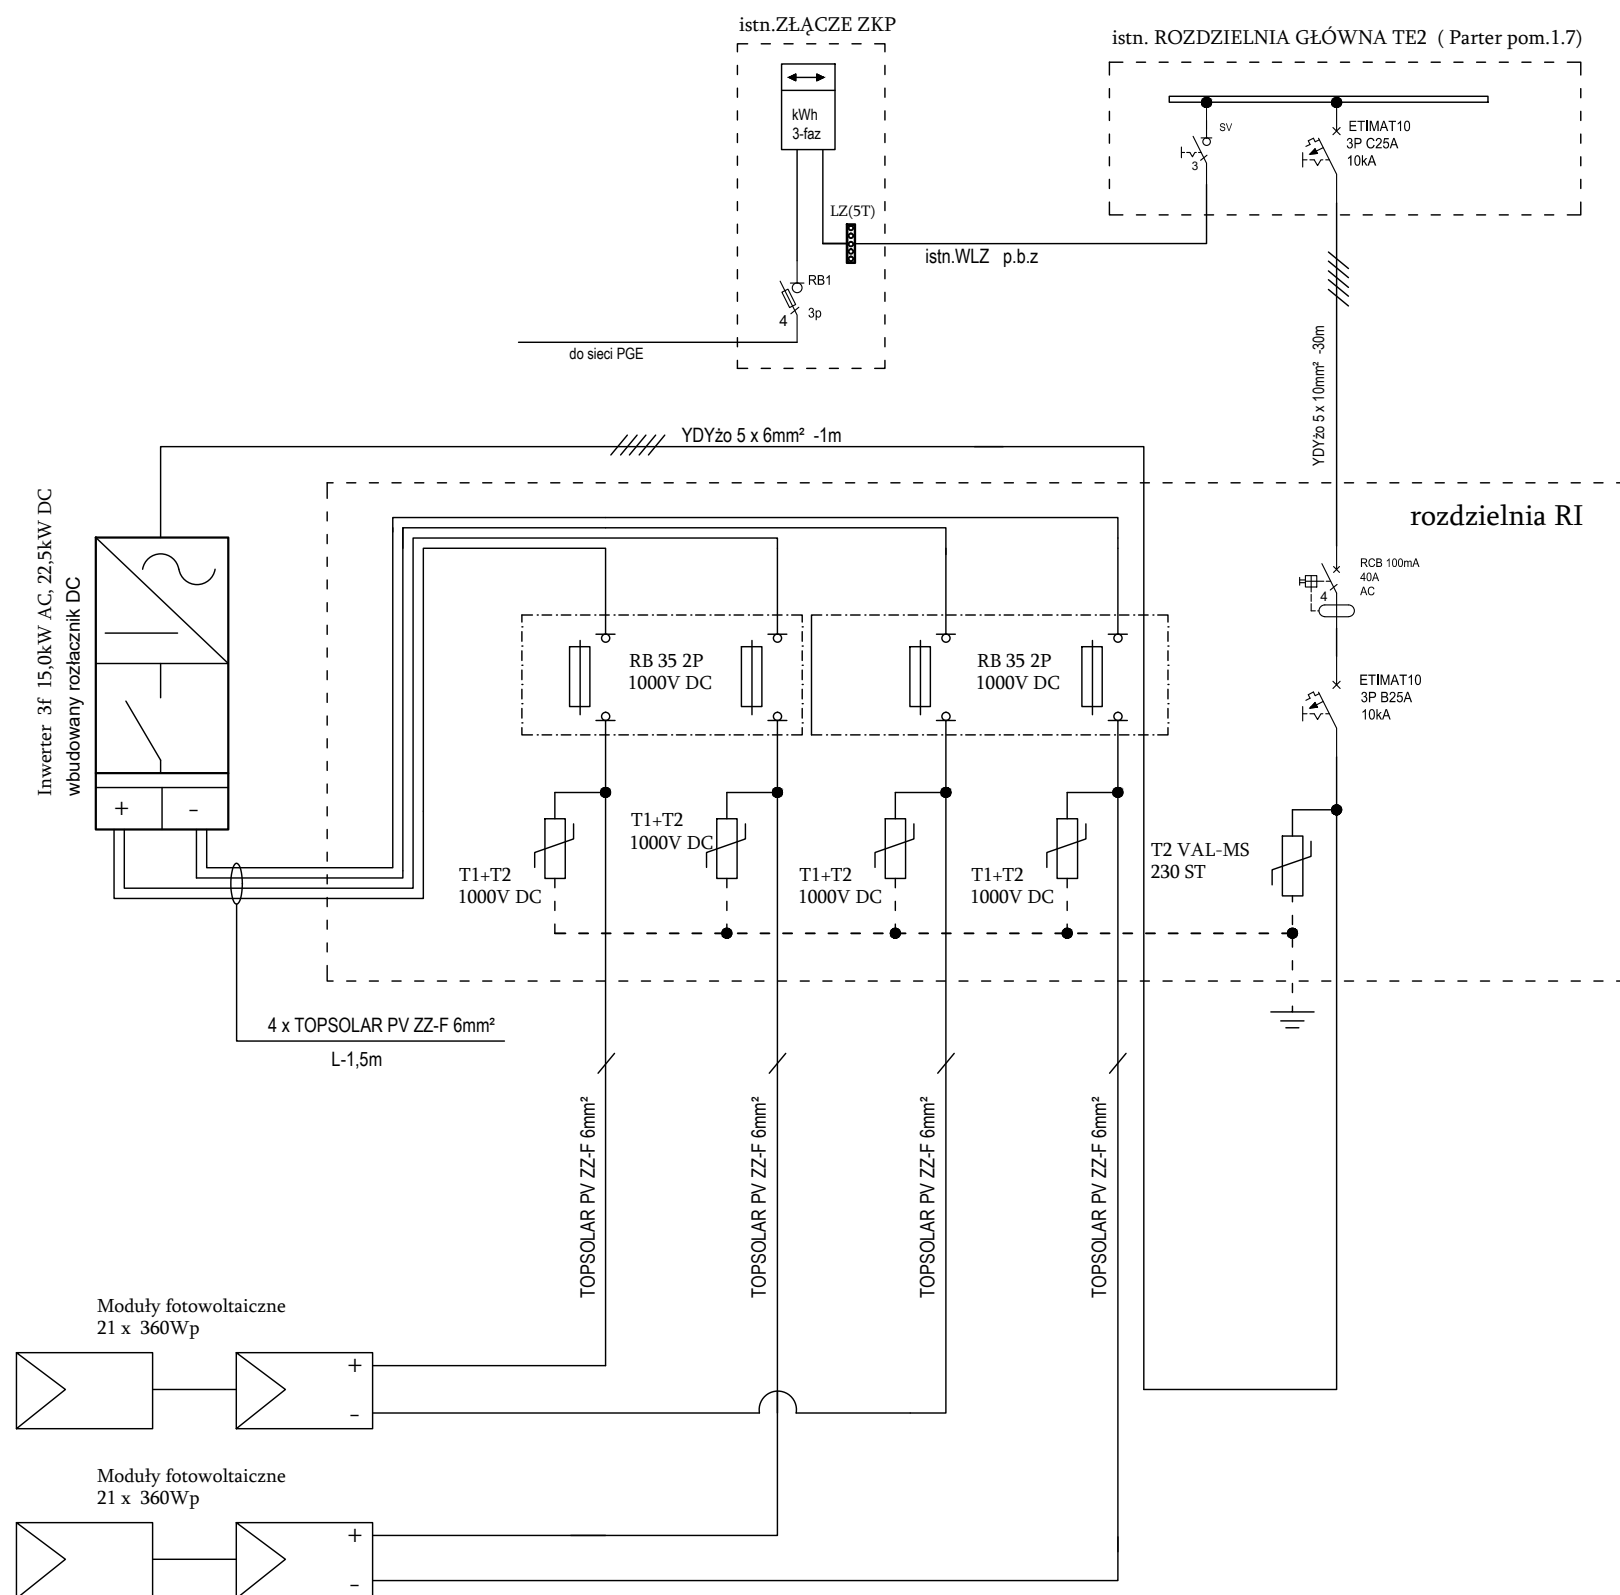 istn.ZŁĄCZE ZKP
istn. ROZDZIELNIA GŁÓWNA TE2 ( Parter pom.1.7)
kWh
3-faz
SV
3
ETIMAT10
3P C25A
10kA
LZ(5T)
istn.WLZ p.b.z
RB1
3p
4
do sieci PGE
YDYżo 5 x 10mm² -30m
YDYżo 5 x 6mm² -1m
rozdzielnia RI
Inwerter 3f 15,0kW AC, 22,5kW DC
wbudowany rozłacznik DC
+ -
RCB 100mA
40A
AC
4
RB 35 2P
1000V DC
RB 35 2P
1000V DC
ETIMAT10
3P B25A
10kA
T1+T2
1000V DC
T1+T2
1000V DC
T1+T2
1000V DC
T1+T2
1000V DC
T2 VAL-MS
230 ST
4 x TOPSOLAR PV ZZ-F 6mm²
L-1,5m
TOPSOLAR PV ZZ-F 6mm²
TOPSOLAR PV ZZ-F 6mm²
TOPSOLAR PV ZZ-F 6mm²
TOPSOLAR PV ZZ-F 6mm²
Moduły fotowoltaiczne
21 x 360Wp
+
-
Moduły fotowoltaiczne
21 x 360Wp
+
-